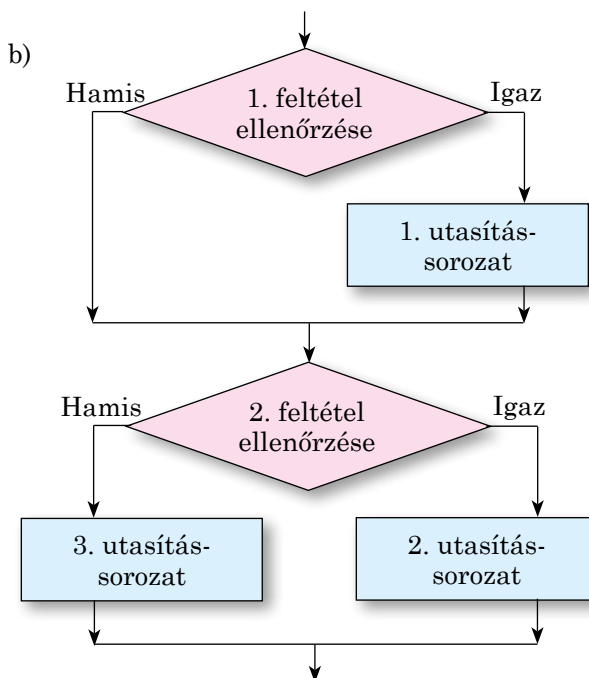 b)
Hamis
1. feltétel
ellenőrzése
Igaz
1. utasítás-
sorozat
Hamis
2. feltétel
ellenőrzése
Igaz
3. utasítás-
sorozat
2. utasítás-
sorozat